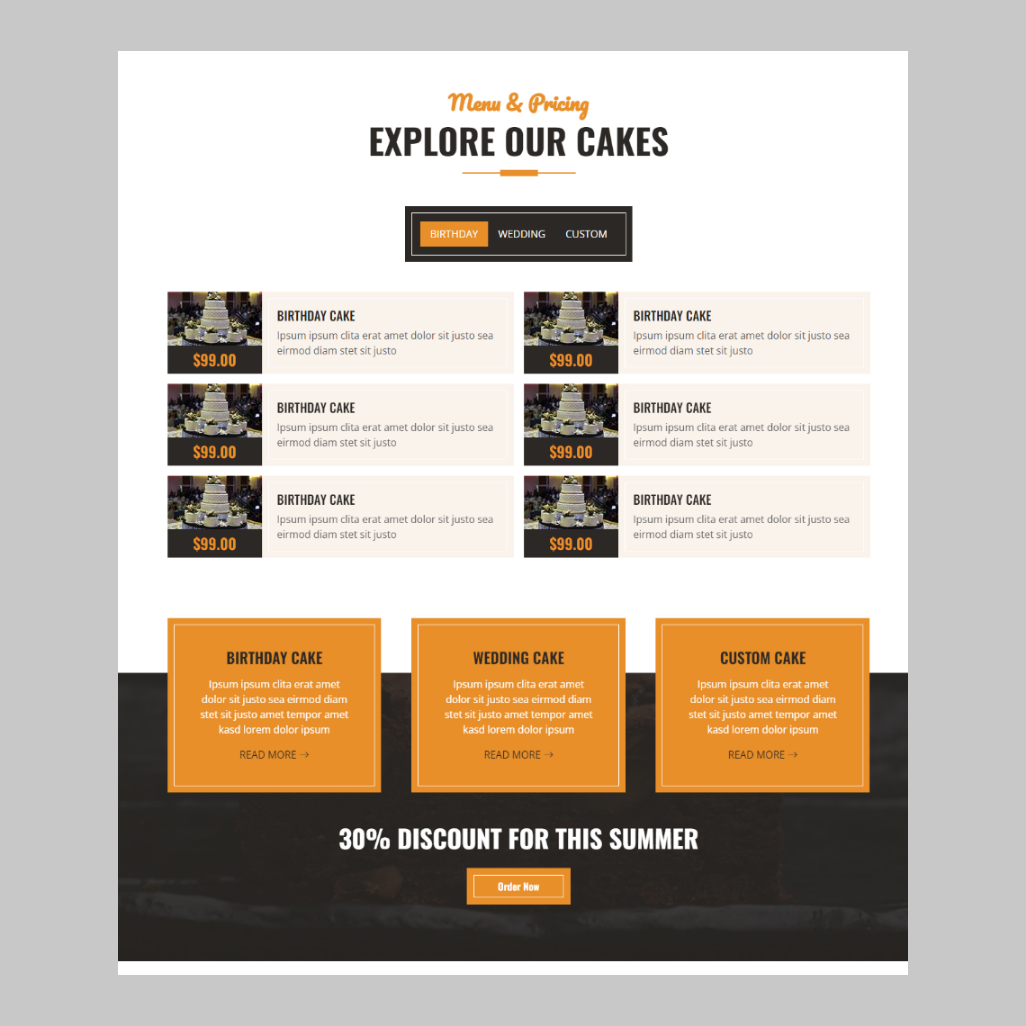 Menu & Pricing
EXPLORE OUR CAKES
BIRTHDAY WEDDING CUSTOM
BIRTHDAY CAKE
Ipsum ipsum clita erat amet dolor sit justo sea
eirmod diam stet sit justo
$99.00
BIRTHDAY CAKE
Ipsum ipsum clita erat amet dolor sit justo sea
eirmod diam stet sit justo
$99.00
BIRTHDAY CAKE
Ipsum ipsum clita erat amet dolor sit justo sea
eirmod diam stet sit justo
$99.00
BIRTHDAY CAKE
Ipsum ipsum clita erat amet dolor sit justo sea
eirmod diam stet sit justo
$99.00
BIRTHDAY CAKE
Ipsum ipsum clita erat amet dolor sit justo sea
eirmod diam stet sit justo
$99.00
BIRTHDAY CAKE
Ipsum ipsum clita erat amet dolor sit justo sea
eirmod diam stet sit justo
$99.00
BIRTHDAY CAKE
Ipsum ipsum clita erat amet
dolor sit justo sea eirmod diam
stet sit justo amet tempor amet
kasd lorem dolor ipsum
READ MORE →
WEDDING CAKE
Ipsum ipsum clita erat amet
dolor sit justo sea eirmod diam
stet sit justo amet tempor amet
kasd lorem dolor ipsum
READ MORE →
CUSTOM CAKE
Ipsum ipsum clita erat amet
dolor sit justo sea eirmod diam
stet sit justo amet tempor amet
kasd lorem dolor ipsum
READ MORE →
30% DISCOUNT FOR THIS SUMMER
Order Now